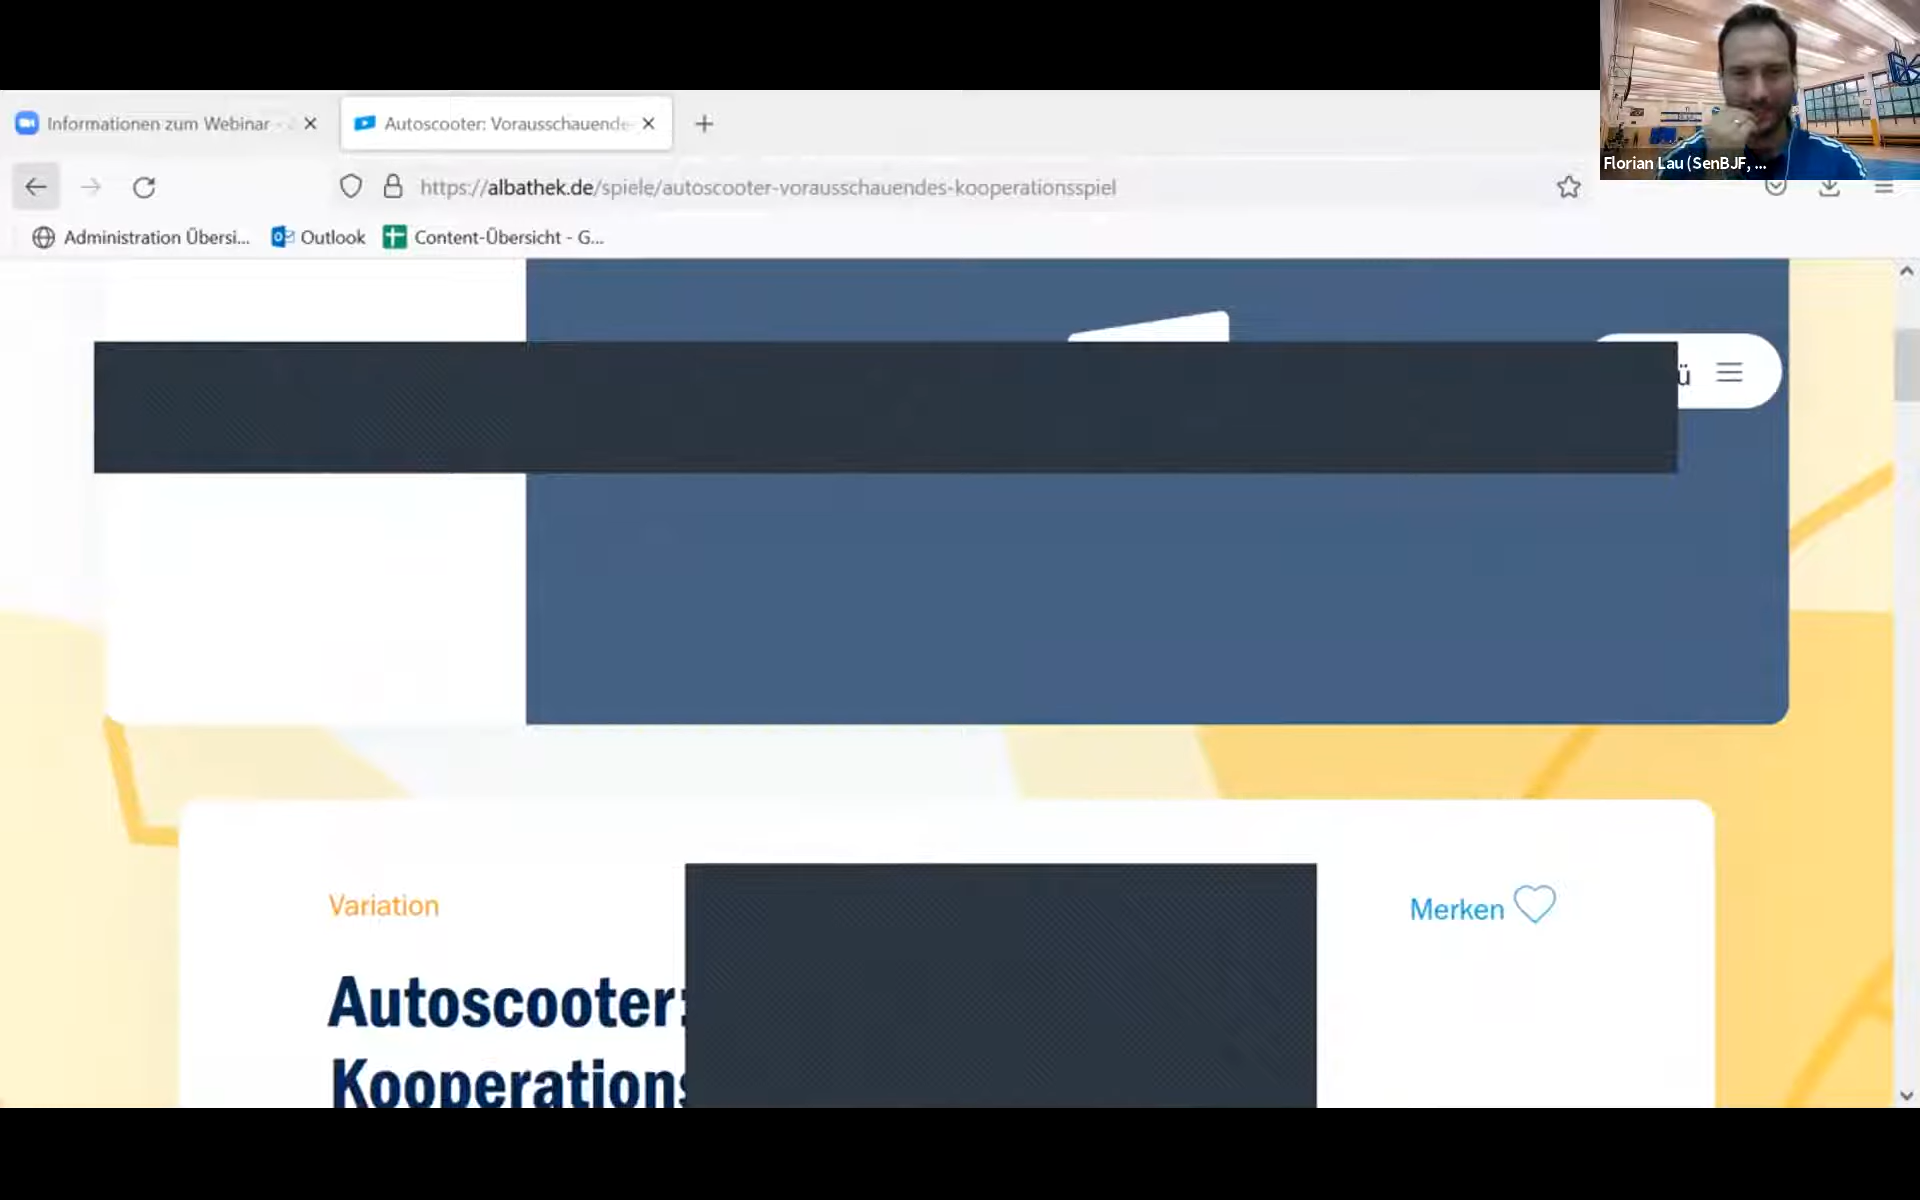 Informationen zum Webinar -
Autoscooter: Vorausschauende
https://albathek.de/spiele/autoscooter-vorausschauendes-kooperationsspiel
Florian Lau (SenBJF, ...
Administration Übersi...
Outlook
Content-Übersicht - G...
ü
Variation
Merken
Autoscooter:
Kooperations